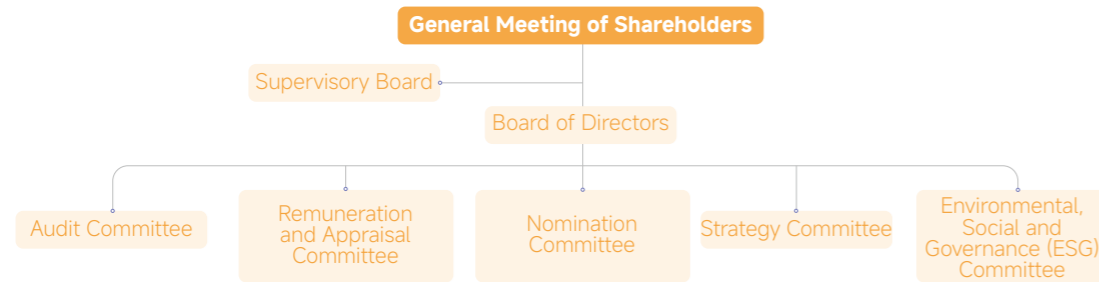 General Meeting of Shareholders
Supervisory Board
Board of Directors
Audit Committee
Remuneration
and Appraisal
Committee
Nomination
Committee
Strategy Committee
Environmental,
Social and
Governance (ESG)
Committee